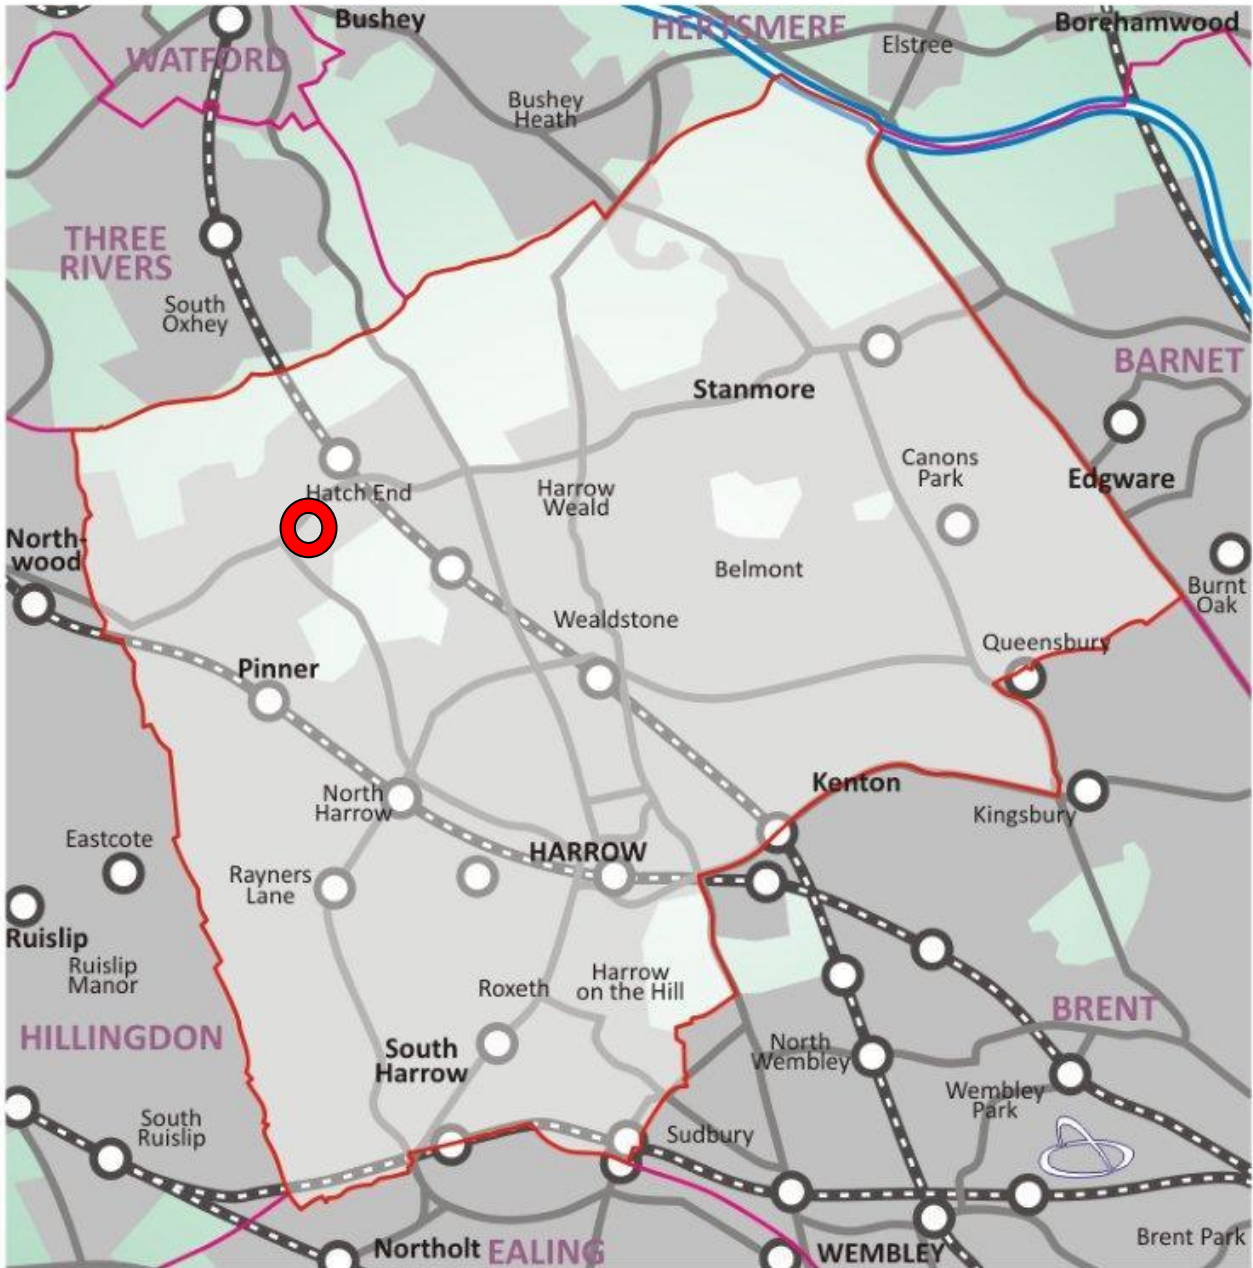 Bushey
HERTSMERE
Borehamwood
Elstree
WATFORD
Bushey
Heath
THREE
RIVERS
South
Oxhey
BARNET
Stanmore
Canons
Park
Edgware
Hatch End
Harrow
Weald
North-
wood
Belmont
Burnt
Oak
Wealdstone
Queensbury
Pinner
Kenton
North
Harrow
Kingsbury
Eastcote
HARROW
Rayners
Lane
Ruislip
Ruislip
Manor
Harrow
on the Hill
Roxeth
HILLINGDON
BRENT
South
Harrow
North
Wembley
Wembley
Park
South
Ruislip
Sudbury
Brent Park
Northolt
EALING
WEMBLEY